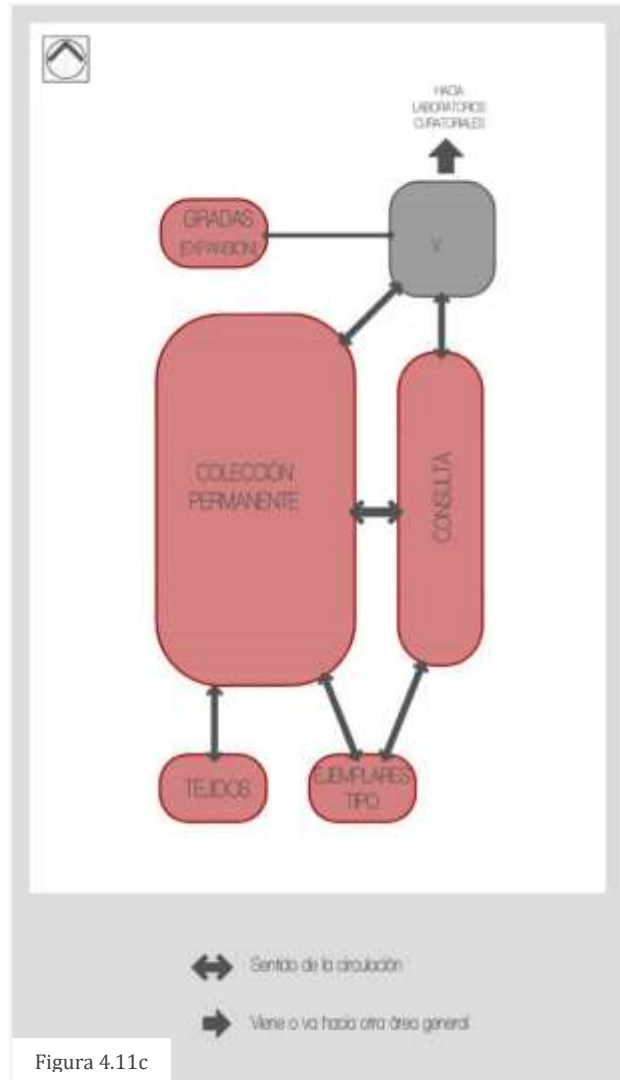 HACIA
LABORATORIOS
CURATORIALES
GRADAS
(EXPANSIÓN)
V
COLECCIÓN
PERMANENTE
CONSULTA
TEJIDOS
EJEMPLARES
TIPO
Sentido de la circulación
Viene o va hacia otra área general
Figura 4.11c